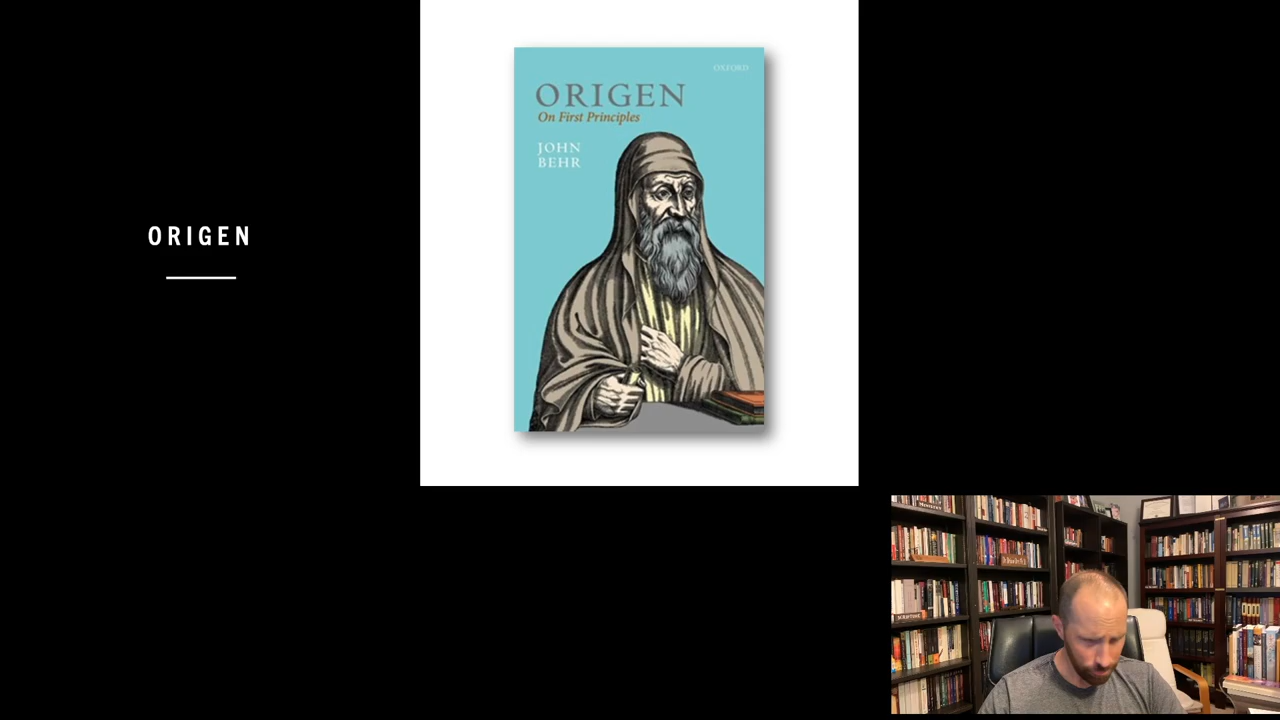 ORIGEN
OXFORD
ORIGEN
On First Principles
JOHN
BEHR